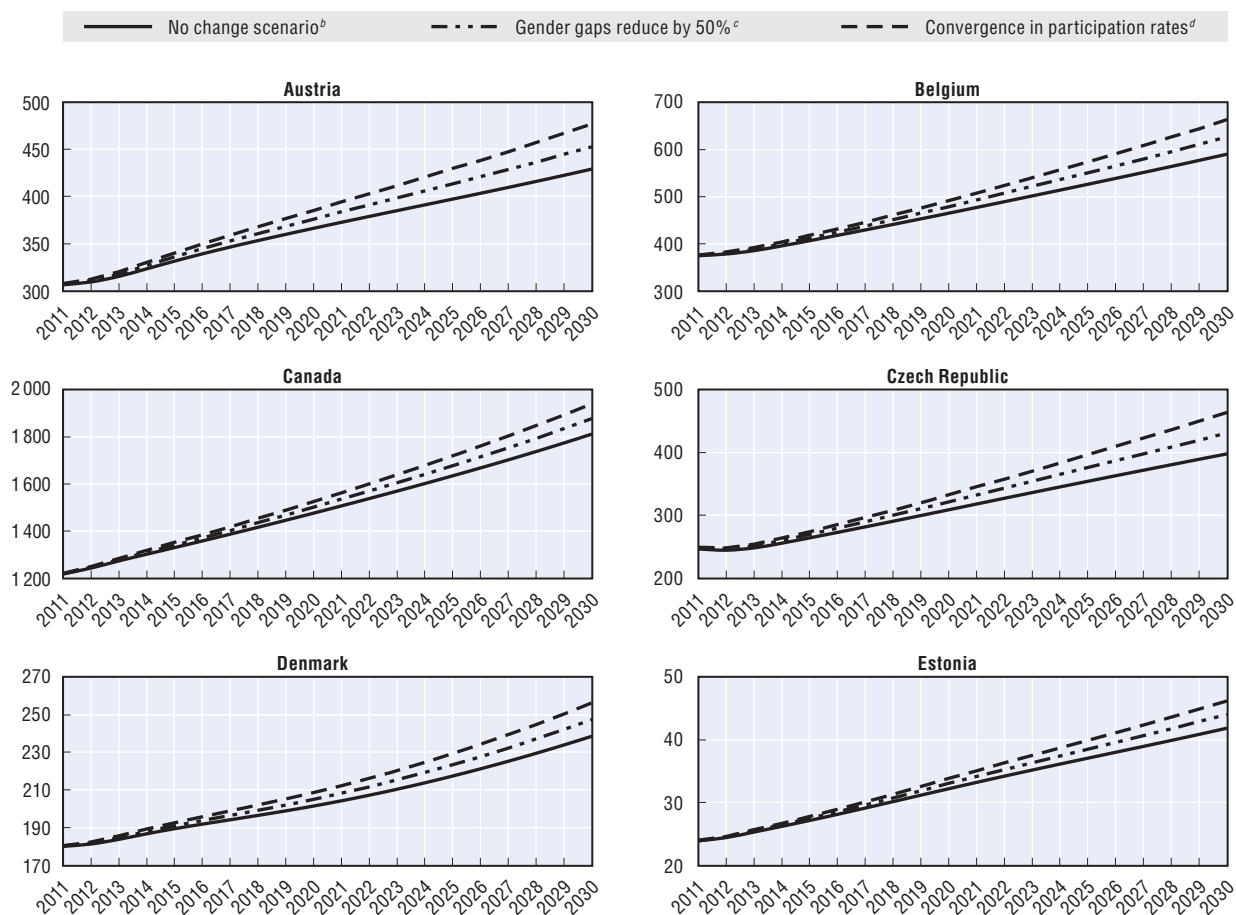 No change scenariob Gender gaps reduce by 50%c Convergence in participation ratesd
Austria
500
450
400
350
300
2011 2012 2013 2014 2015 2016 2017 2018 2019 2020 2021 2022 2023 2024 2025 2026 2027 2028 2029 2030
Belgium
700
600
500
400
300
2011 2012 2013 2014 2015 2016 2017 2018 2019 2020 2021 2022 2023 2024 2025 2026 2027 2028 2029 2030
Canada
2 000
1 800
1 600
1 400
1 200
2011 2012 2013 2014 2015 2016 2017 2018 2019 2020 2021 2022 2023 2024 2025 2026 2027 2028 2029 2030
Czech Republic
500
400
300
200
2011 2012 2013 2014 2015 2016 2017 2018 2019 2020 2021 2022 2023 2024 2025 2026 2027 2028 2029 2030
Denmark
270
250
230
210
190
170
2011 2012 2013 2014 2015 2016 2017 2018 2019 2020 2021 2022 2023 2024 2025 2026 2027 2028 2029 2030
Estonia
50
40
30
20
2011 2012 2013 2014 2015 2016 2017 2018 2019 2020 2021 2022 2023 2024 2025 2026 2027 2028 2029 2030